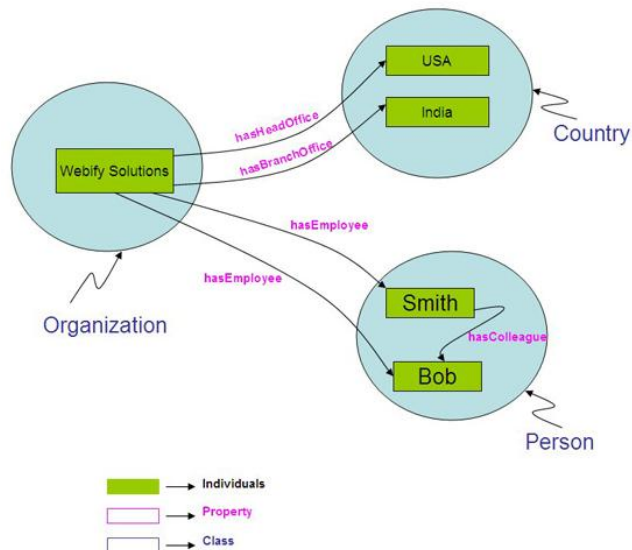 USA
India
Country
hasHeadOffice
hasBranchOffice
Webify Solutions
hasEmployee
hasEmployee
Organization
Smith
hasColleague
Bob
Person
Individuals
Property
Class